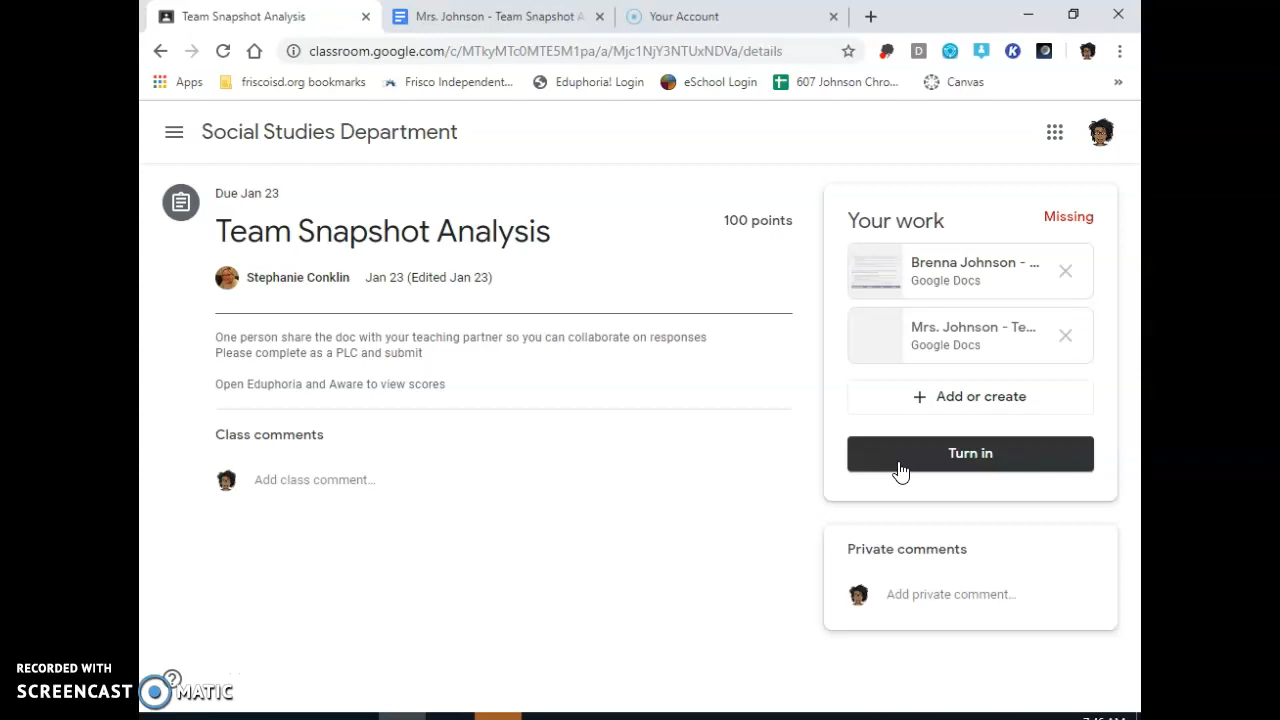 Team Snapshot Analysis
Mrs. Johnson - Team Snapshot A
Your Account
classroom.google.com/c/MTkyMTc0MTE5M1pa/a/Mjc1NjY3NTUxNDVa/details
Apps
friscoisd.org bookmarks
Frisco Independent...
Eduphoria! Login
eSchool Login
607 Johnson Chro...
Canvas
»
Social Studies Department
Due Jan 23
Team Snapshot Analysis
100 points
Stephanie Conklin Jan 23 (Edited Jan 23)
One person share the doc with your teaching partner so you can collaborate on responses
Please complete as a PLC and submit
Open Eduphoria and Aware to view scores
Class comments
Add class comment...
Your work
Missing
Brenna Johnson - ...
Google Docs
Mrs. Johnson - Te...
Google Docs
+ Add or create
Turn in
Private comments
Add private comment...
RECORDED WITH
SCREENCAST MATIC